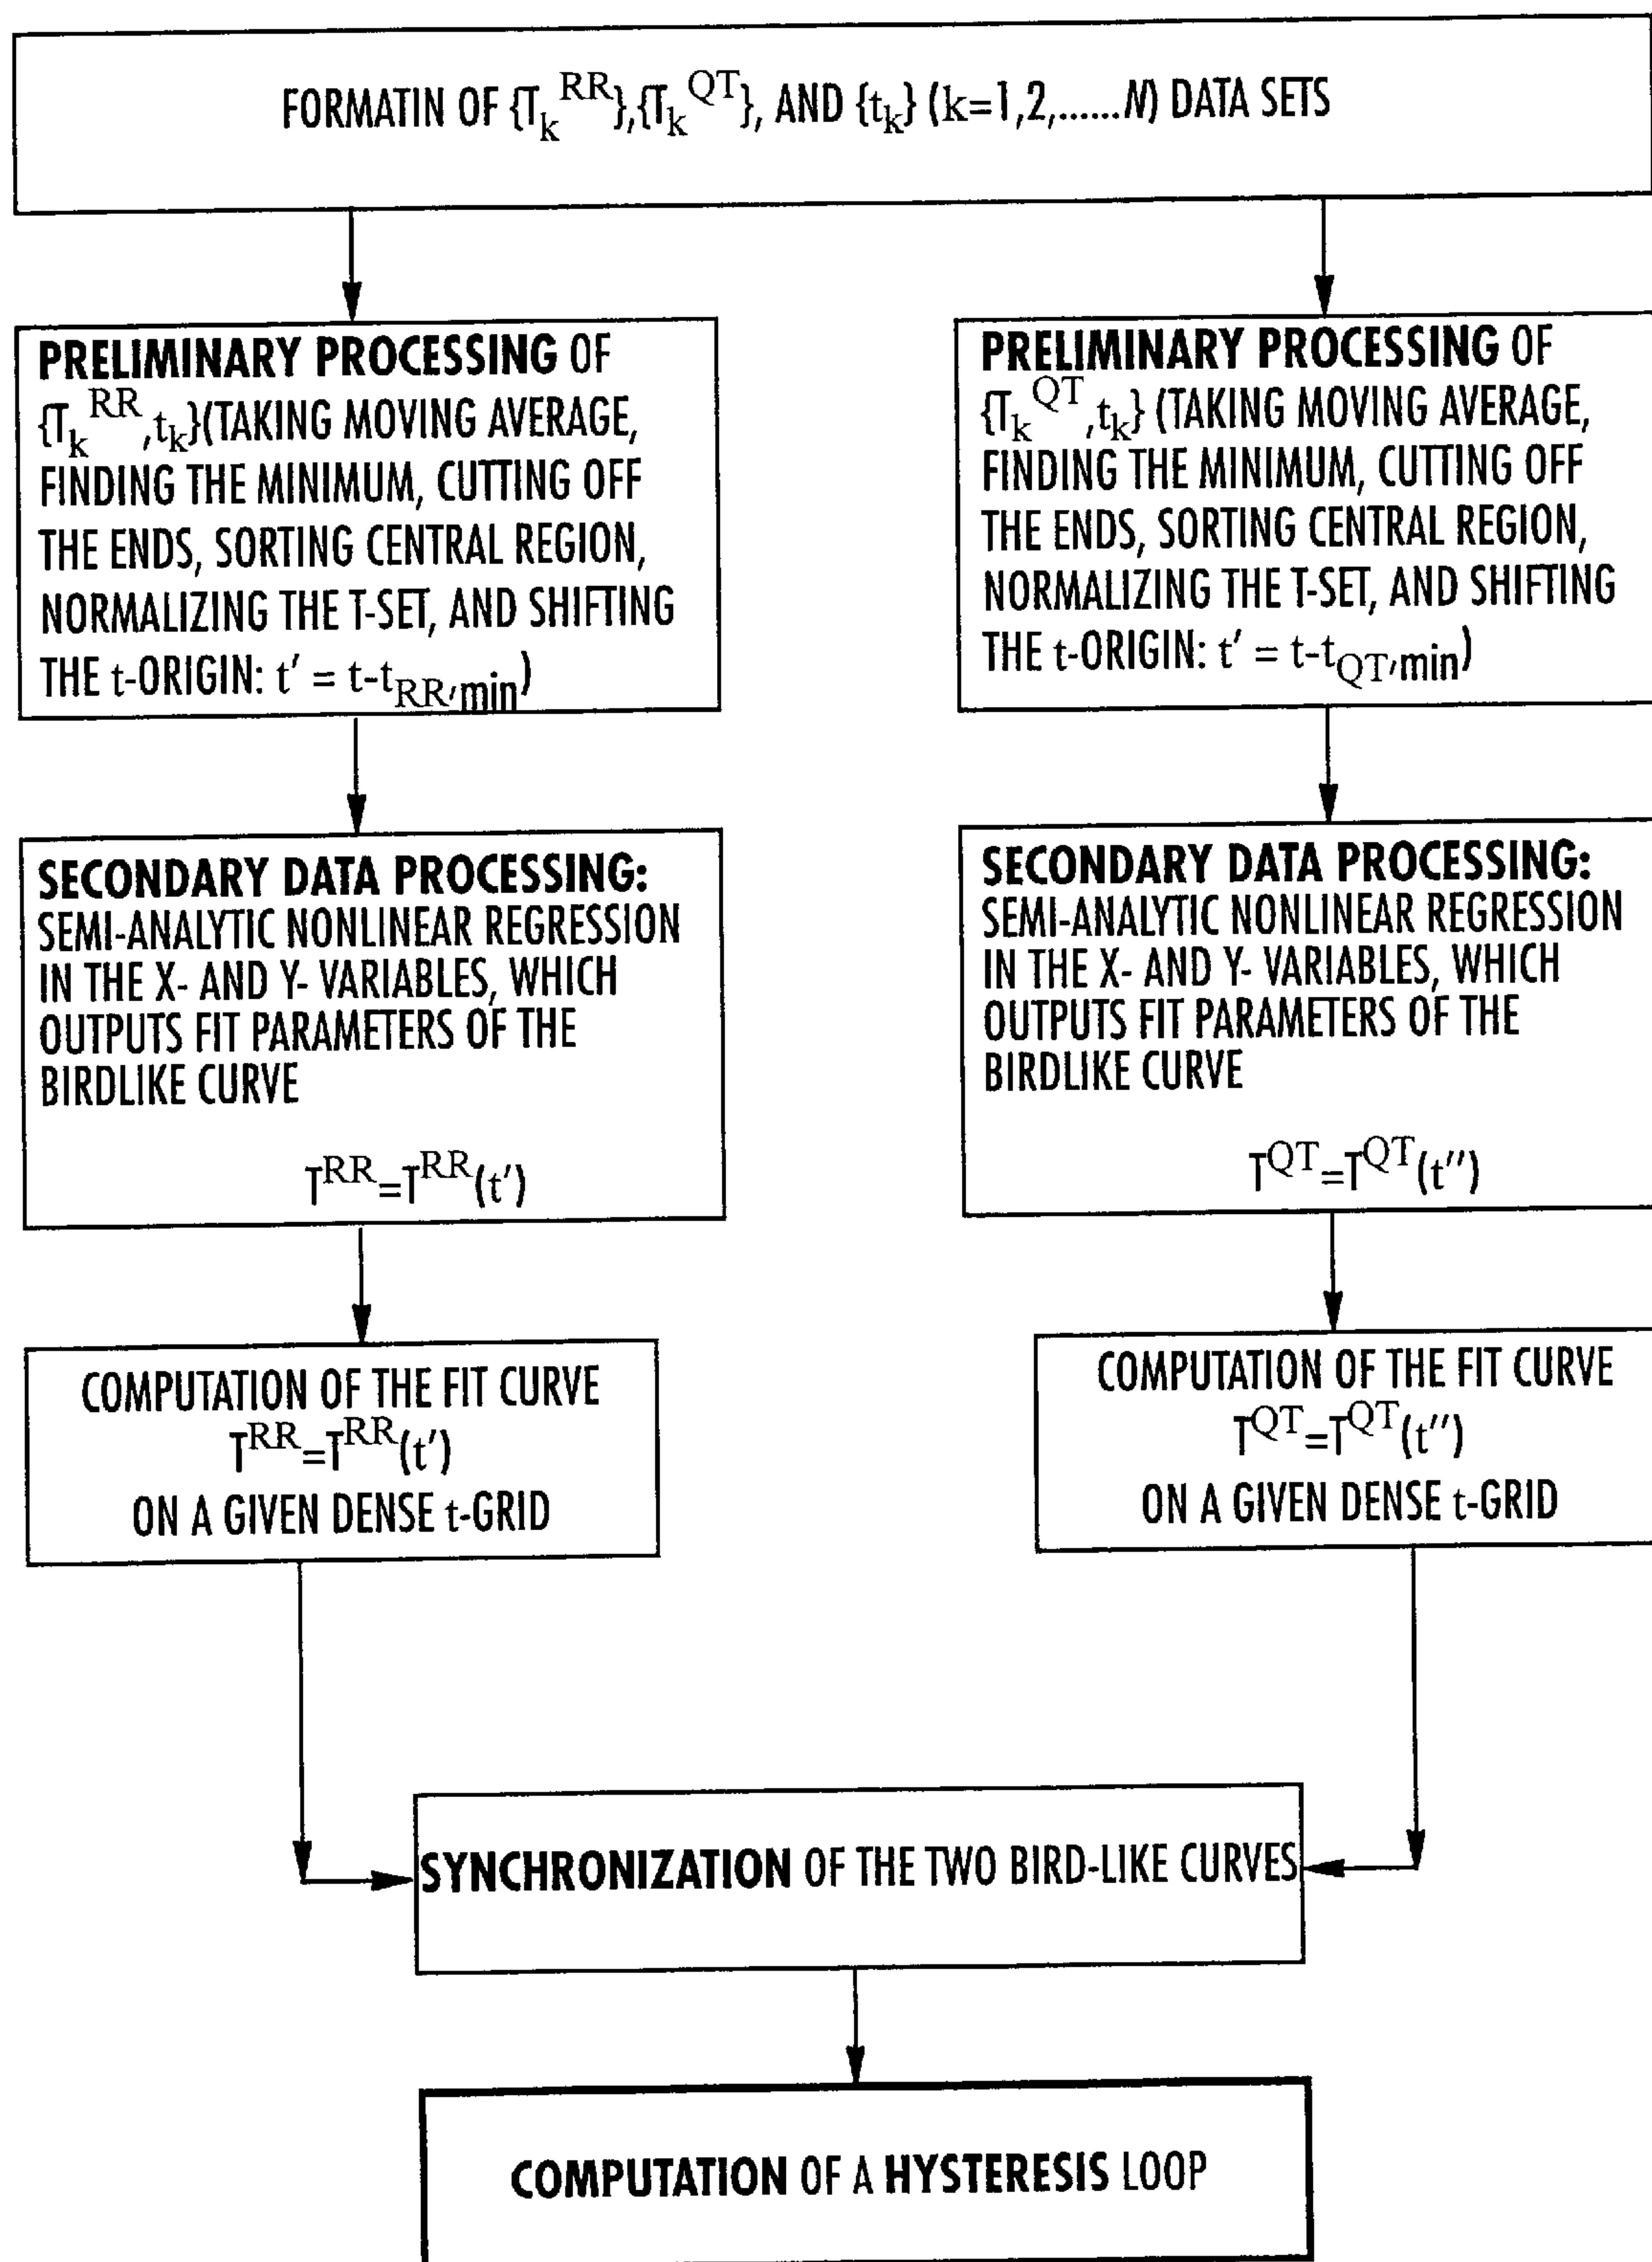 FORMATIN OF {T_k^RR},{T_k^QT}, AND {t_k} (k=1,2,......N) DATA SETS
PRELIMINARY PROCESSING OF
{T_k^RR,t_k}(TAKING MOVING AVERAGE,
FINDING THE MINIMUM, CUTTING OFF
THE ENDS, SORTING CENTRAL REGION,
NORMALIZING THE T-SET, AND SHIFTING
THE t-ORIGIN: t′ = t-t_RR′min)
PRELIMINARY PROCESSING OF
{T_k^QT,t_k} (TAKING MOVING AVERAGE,
FINDING THE MINIMUM, CUTTING OFF
THE ENDS, SORTING CENTRAL REGION,
NORMALIZING THE T-SET, AND SHIFTING
THE t-ORIGIN: t′ = t-t_QT′min)
SECONDARY DATA PROCESSING:
SEMI-ANALYTIC NONLINEAR REGRESSION
IN THE X- AND Y- VARIABLES, WHICH
OUTPUTS FIT PARAMETERS OF THE
BIRDLIKE CURVE
T^RR=T^RR(t′)
SECONDARY DATA PROCESSING:
SEMI-ANALYTIC NONLINEAR REGRESSION
IN THE X- AND Y- VARIABLES, WHICH
OUTPUTS FIT PARAMETERS OF THE
BIRDLIKE CURVE
T^QT=T^QT(t″)
COMPUTATION OF THE FIT CURVE
T^RR=T^RR(t′)
ON A GIVEN DENSE t-GRID
COMPUTATION OF THE FIT CURVE
T^QT=T^QT(t″)
ON A GIVEN DENSE t-GRID
SYNCHRONIZATION OF THE TWO BIRD-LIKE CURVES
COMPUTATION OF A HYSTERESIS LOOP